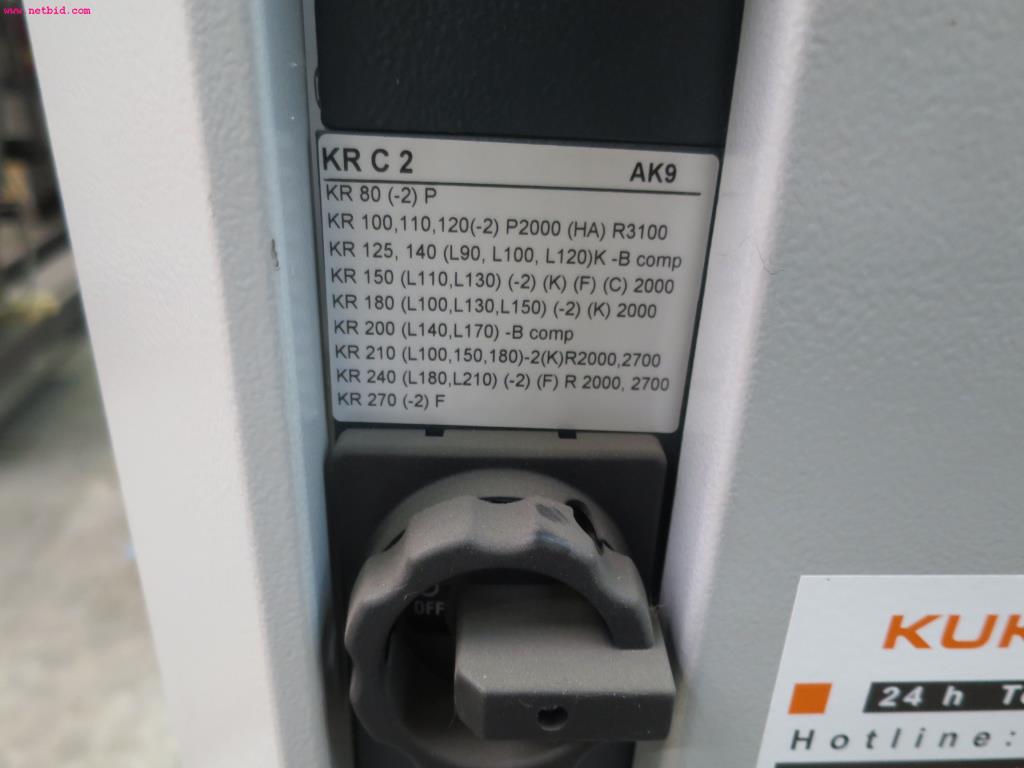 www.netbid.com
KR C 2 AK9
KR 80 (-2) P
KR 100,110,120(-2) P2000 (HA) R3100
KR 125, 140 (L90, L100, L120)K -B comp
KR 150 (L110,L130) (-2) (K) (F) (C) 2000
KR 180 (L100,L130,L150) (-2) (K) 2000
KR 200 (L140,L170) -B comp
KR 210 (L100,150,180)-2(K)R2000,2700
KR 240 (L180,L210) (-2) (F) R 2000, 2700
KR 270 (-2) F
OFF
KUK
24 h
Hotline: